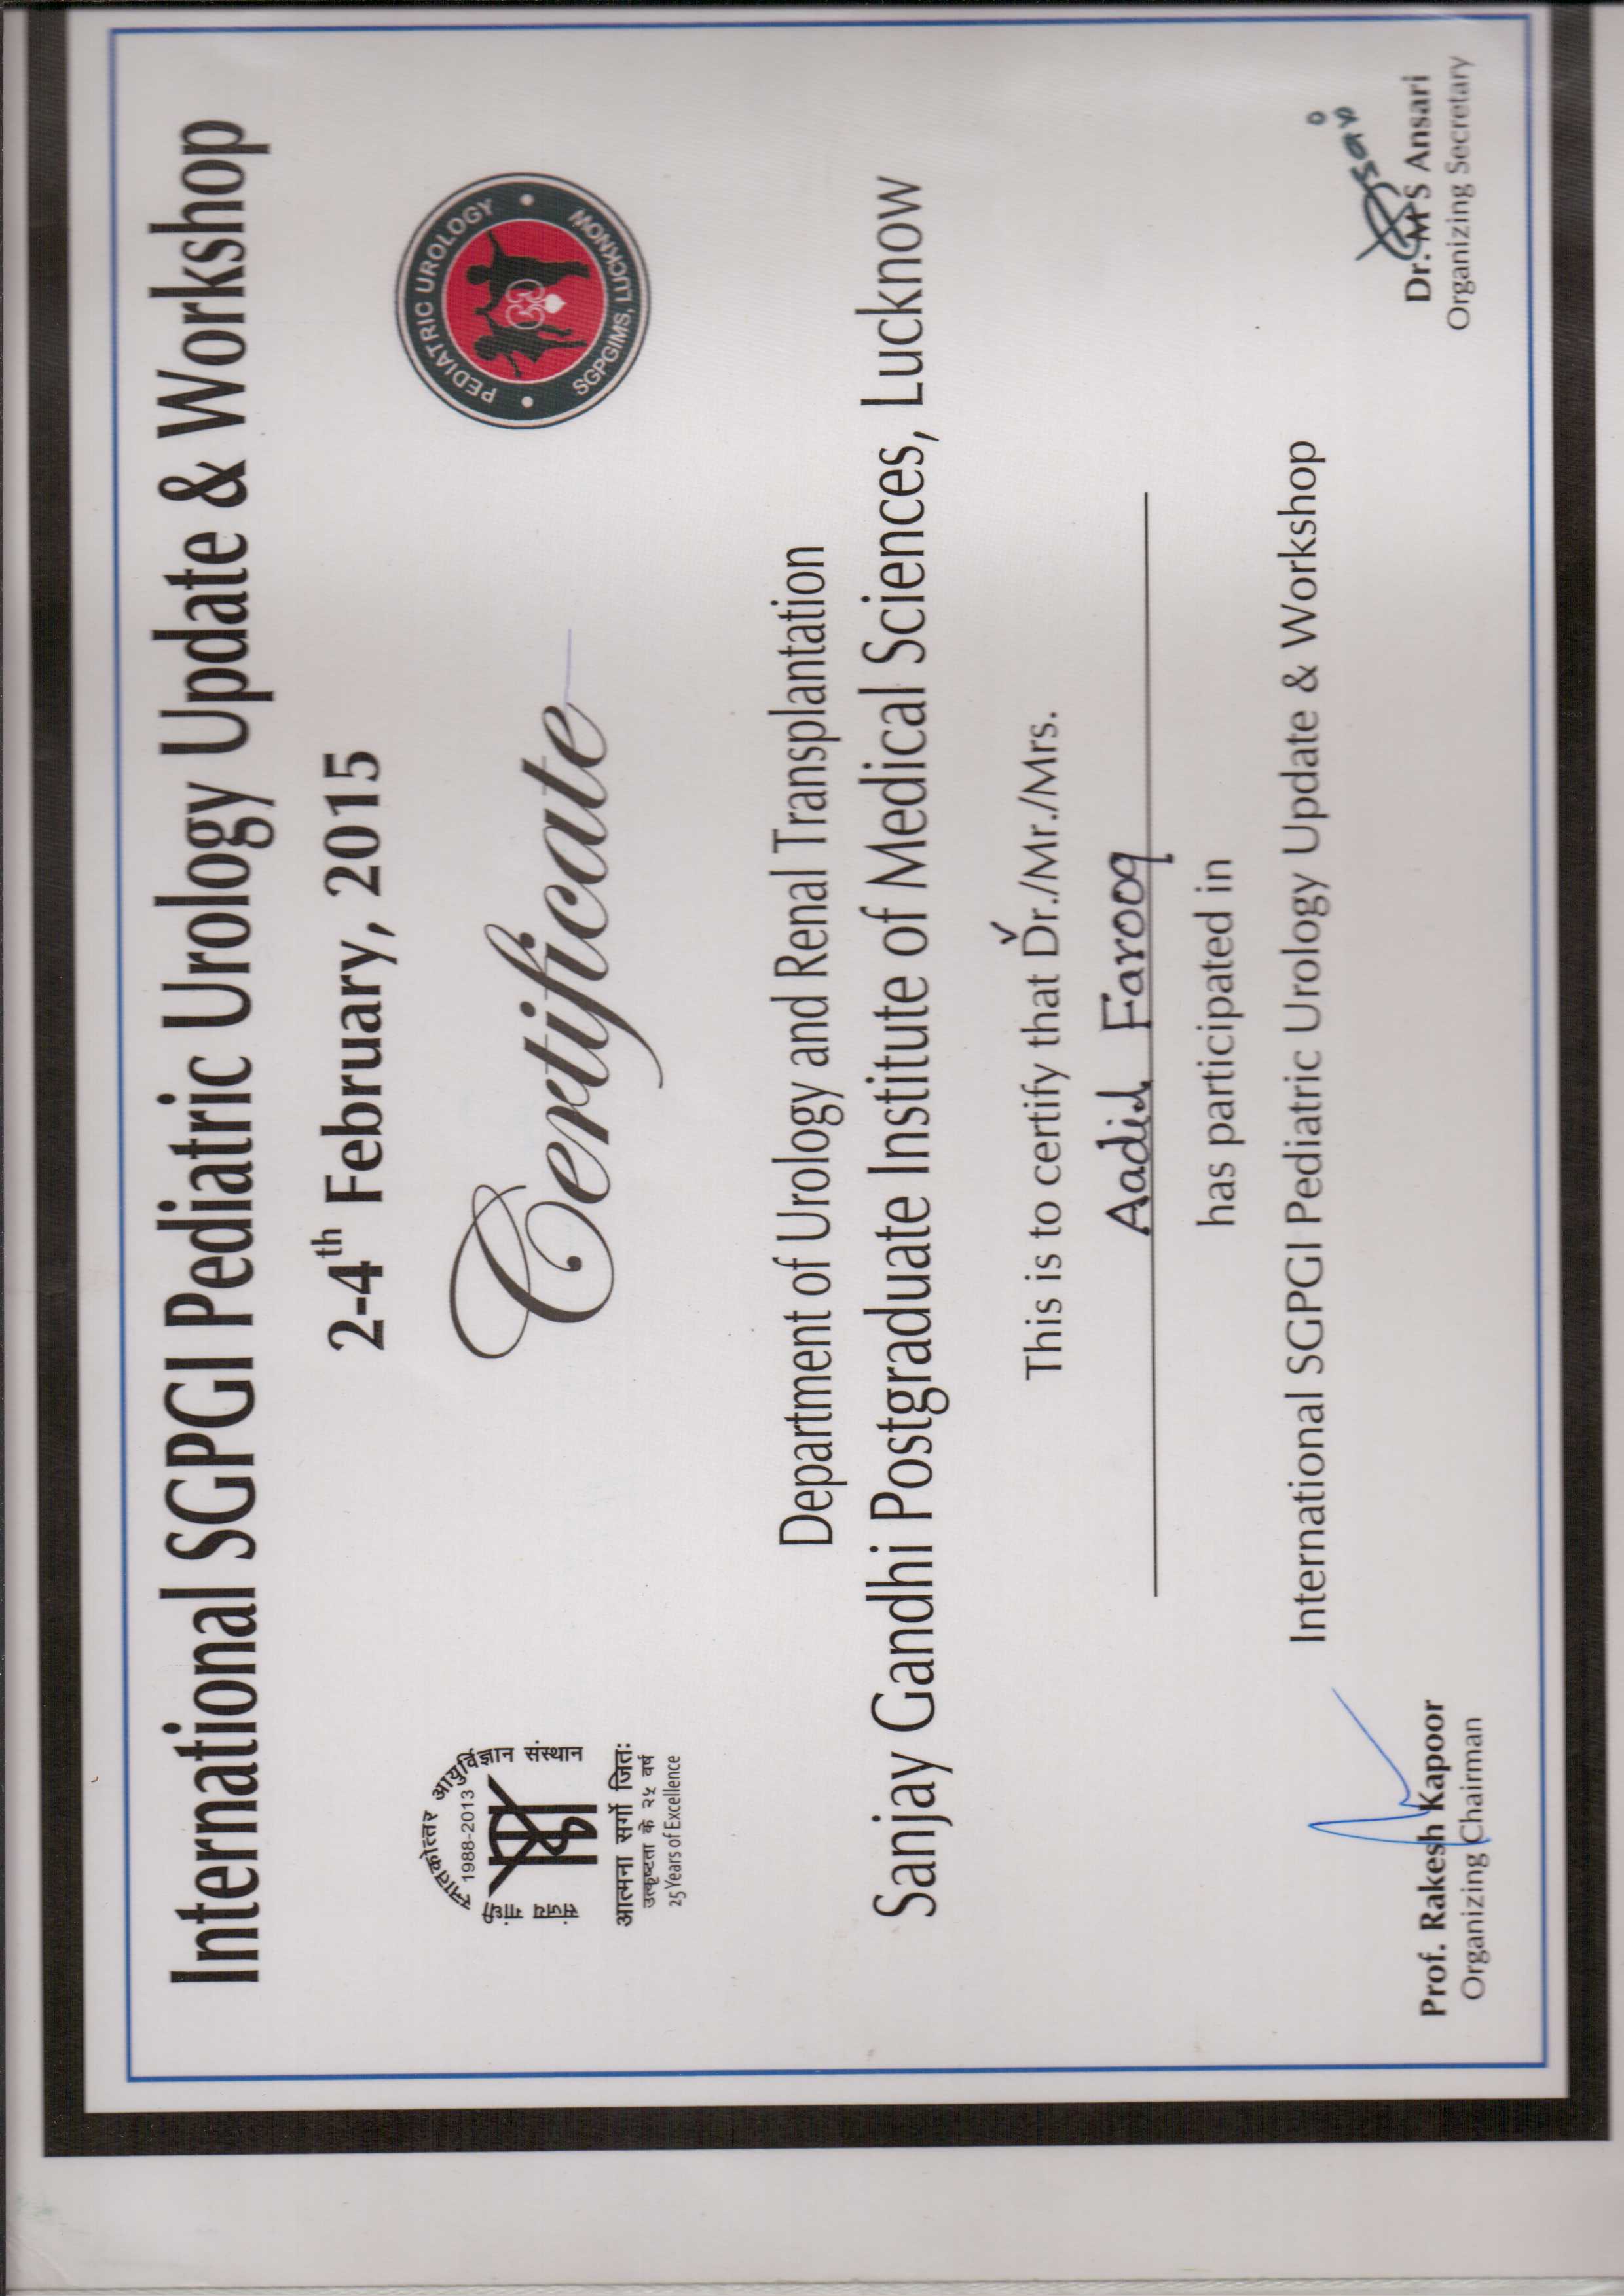 International SGPGI Pediatric Urology Update & Workshop
2-4th February, 2015
स्नातकोत्तर आयुर्विज्ञान संस्थान
1988-2013
संजय गांधी
आत्मना सर्गो जितः
उत्कृष्टता के २५ वर्ष
25 Years of Excellence
Certificate
PEDIATRIC UROLOGY
SGPGIMS, LUCKNOW
Department of Urology and Renal Transplantation
Sanjay Gandhi Postgraduate Institute of Medical Sciences, Lucknow
This is to certify that Dr./Mr./Mrs.
Aadil Farooq
has participated in
International SGPGI Pediatric Urology Update & Workshop
Prof. Rakesh Kapoor
Organizing Chairman
Dr. M S Ansari
Organizing Secretary